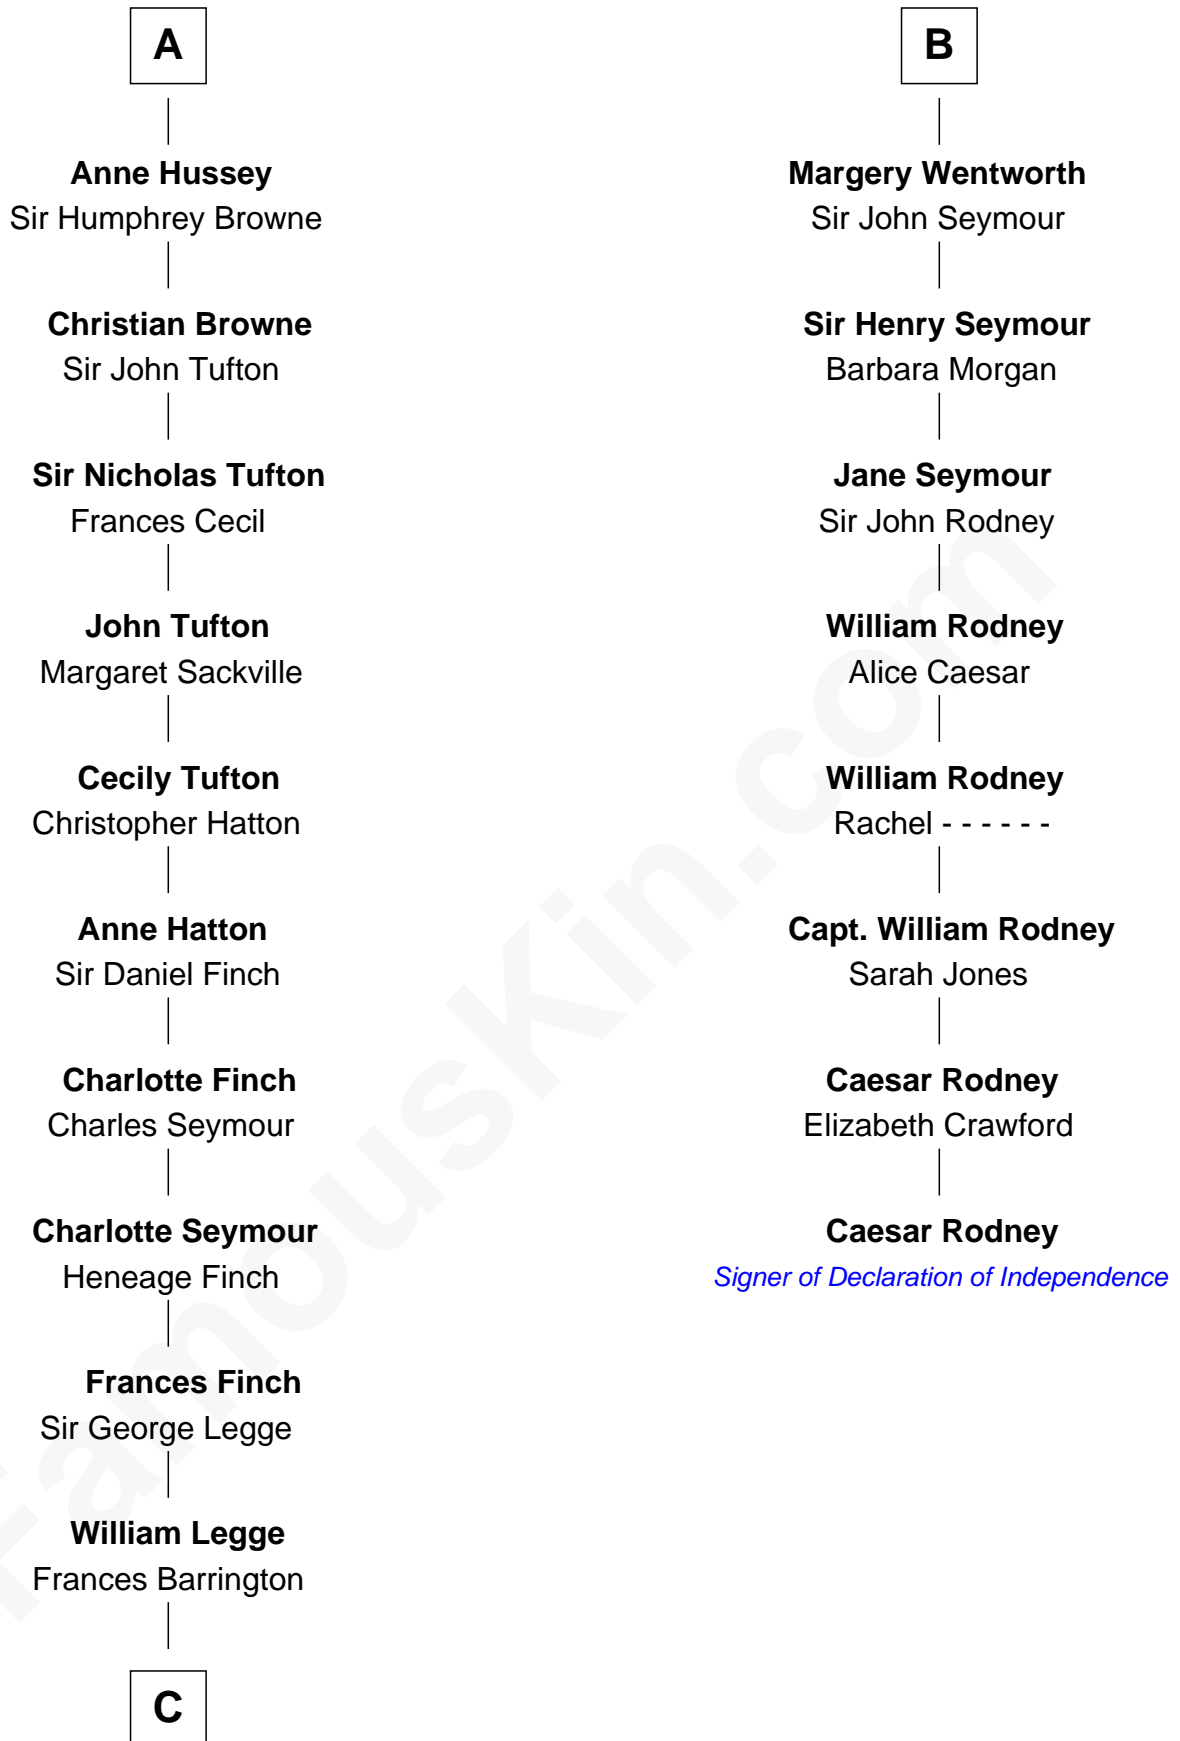 A
Anne Hussey
Sir Humphrey Browne
Christian Browne
Sir John Tufton
Sir Nicholas Tufton
Frances Cecil
John Tufton
Margaret Sackville
Cecily Tufton
Christopher Hatton
Anne Hatton
Sir Daniel Finch
Charlotte Finch
Charles Seymour
Charlotte Seymour
Heneage Finch
Frances Finch
Sir George Legge
William Legge
Frances Barrington
C
B
Margery Wentworth
Sir John Seymour
Sir Henry Seymour
Barbara Morgan
Jane Seymour
Sir John Rodney
William Rodney
Alice Caesar
William Rodney
Rachel - - - - - -
Capt. William Rodney
Sarah Jones
Caesar Rodney
Elizabeth Crawford
Caesar Rodney
Signer of Declaration of Independence
FamousKin.com